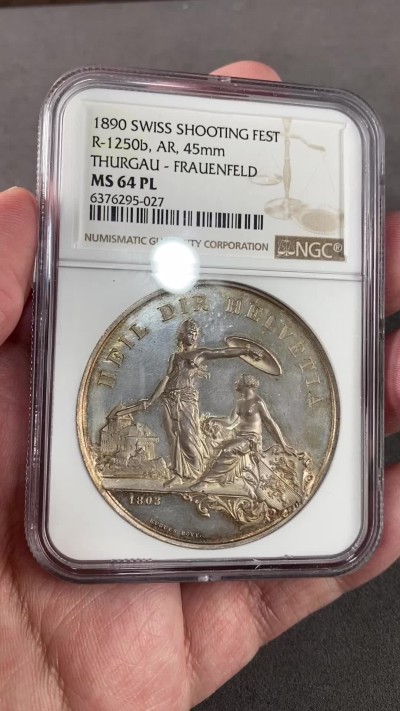 1890 SWISS SHOOTING FEST
R-1250b, AR, 45mm
THURGAU - FRAUENFELD
MS 64 PL
6376295-027
NUMISMATIC GUARANTY CORPORATION
NGC®
HEIL DIR HELVETIA
1803